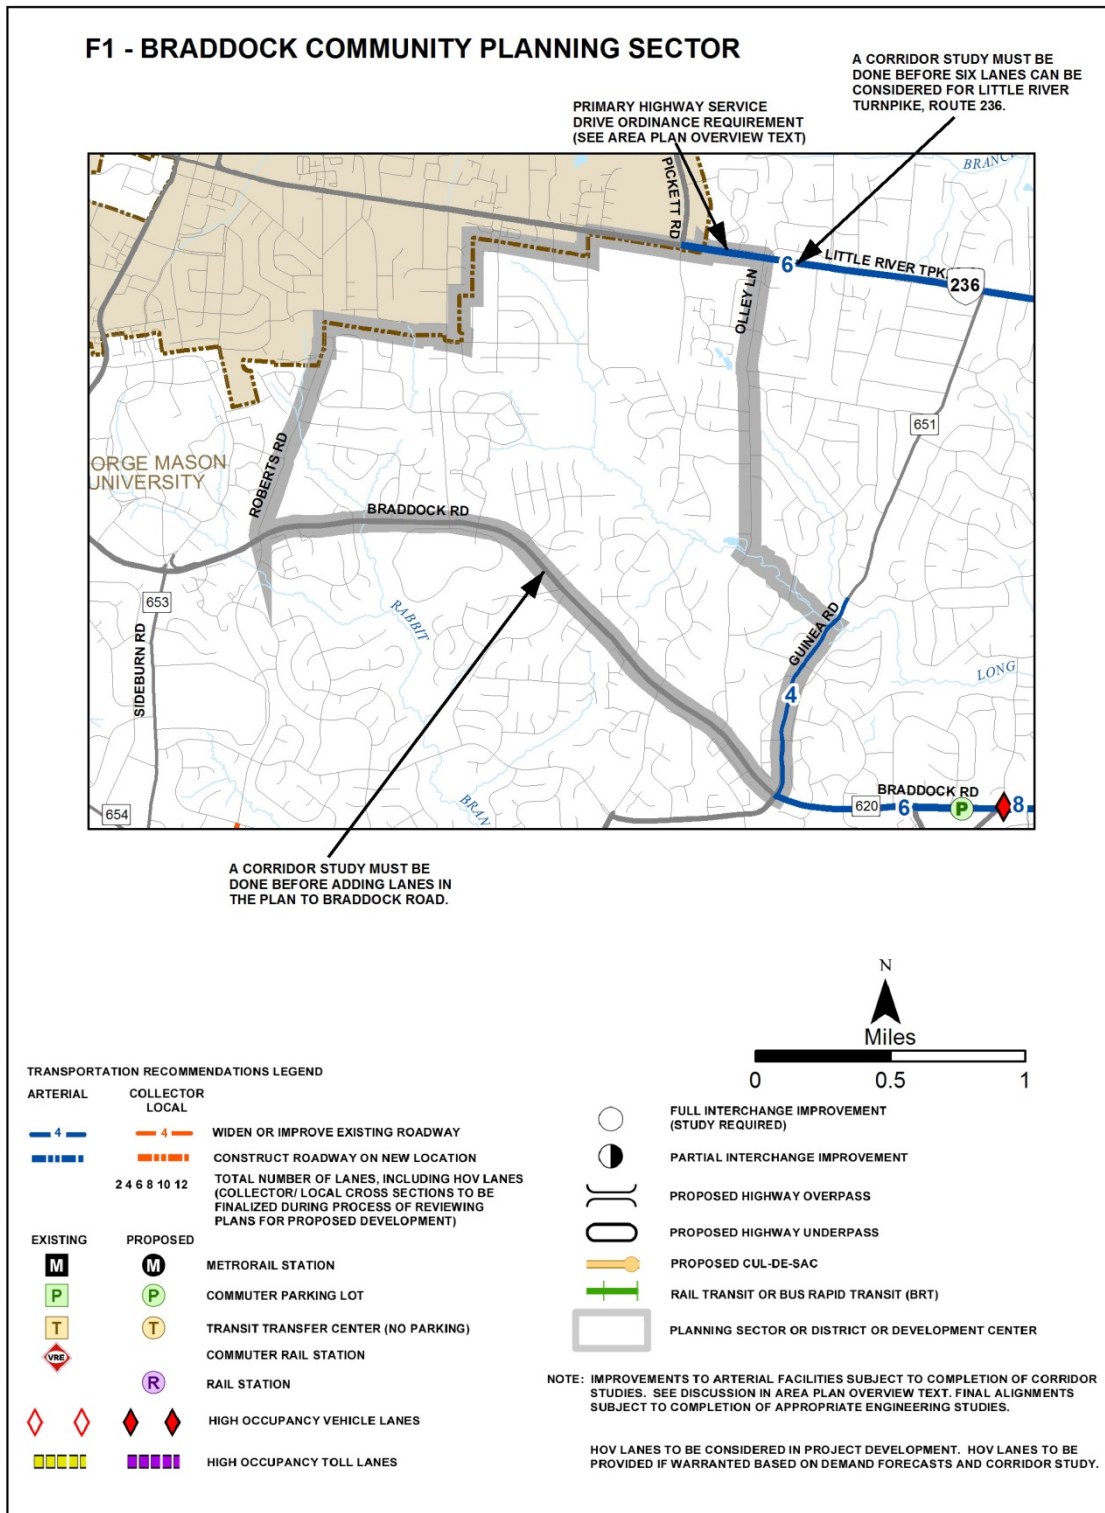 F1 - BRADDOCK COMMUNITY PLANNING SECTOR
A CORRIDOR STUDY MUST BE
DONE BEFORE SIX LANES CAN BE
CONSIDERED FOR LITTLE RIVER
TURNPIKE, ROUTE 236.
PRIMARY HIGHWAY SERVICE
DRIVE ORDINANCE REQUIREMENT
(SEE AREA PLAN OVERVIEW TEXT)
BRANC
PICKETT RD
LITTLE RIVER TPK.
6
236
OLLEY LN
651
ORGE MASON
UNIVERSITY
ROBERTS RD
BRADDOCK RD
653
SIDEBURN RD
RABBIT
GUINEA RD
LONG
4
BRAN
BRADDOCK RD
654
620
6
P
8
A CORRIDOR STUDY MUST BE
DONE BEFORE ADDING LANES IN
THE PLAN TO BRADDOCK ROAD.
N
Miles
0 0.5 1
TRANSPORTATION RECOMMENDATIONS LEGEND
ARTERIAL COLLECTOR
LOCAL
4 4 WIDEN OR IMPROVE EXISTING ROADWAY
CONSTRUCT ROADWAY ON NEW LOCATION
2 4 6 8 10 12 TOTAL NUMBER OF LANES, INCLUDING HOV LANES
(COLLECTOR/ LOCAL CROSS SECTIONS TO BE
FINALIZED DURING PROCESS OF REVIEWING
PLANS FOR PROPOSED DEVELOPMENT)
EXISTING PROPOSED
M M METRORAIL STATION
P P COMMUTER PARKING LOT
T T TRANSIT TRANSFER CENTER (NO PARKING)
VRE COMMUTER RAIL STATION
R RAIL STATION
HIGH OCCUPANCY VEHICLE LANES
HIGH OCCUPANCY TOLL LANES
FULL INTERCHANGE IMPROVEMENT
(STUDY REQUIRED)
PARTIAL INTERCHANGE IMPROVEMENT
PROPOSED HIGHWAY OVERPASS
PROPOSED HIGHWAY UNDERPASS
PROPOSED CUL-DE-SAC
RAIL TRANSIT OR BUS RAPID TRANSIT (BRT)
PLANNING SECTOR OR DISTRICT OR DEVELOPMENT CENTER
NOTE: IMPROVEMENTS TO ARTERIAL FACILITIES SUBJECT TO COMPLETION OF CORRIDOR
STUDIES. SEE DISCUSSION IN AREA PLAN OVERVIEW TEXT. FINAL ALIGNMENTS
SUBJECT TO COMPLETION OF APPROPRIATE ENGINEERING STUDIES.
HOV LANES TO BE CONSIDERED IN PROJECT DEVELOPMENT. HOV LANES TO BE
PROVIDED IF WARRANTED BASED ON DEMAND FORECASTS AND CORRIDOR STUDY.